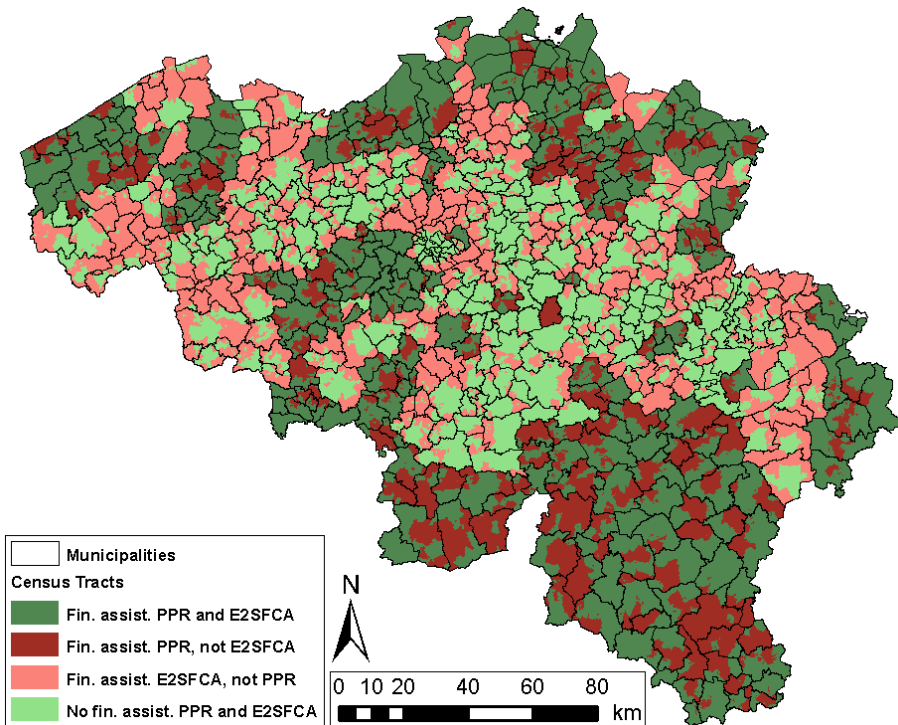 Municipalities
Census Tracts
Fin. assist. PPR and E2SFCA
Fin. assist. PPR, not E2SFCA
Fin. assist. E2SFCA, not PPR
No fin. assist. PPR and E2SFCA
N
0 10 20 40 60 80
km